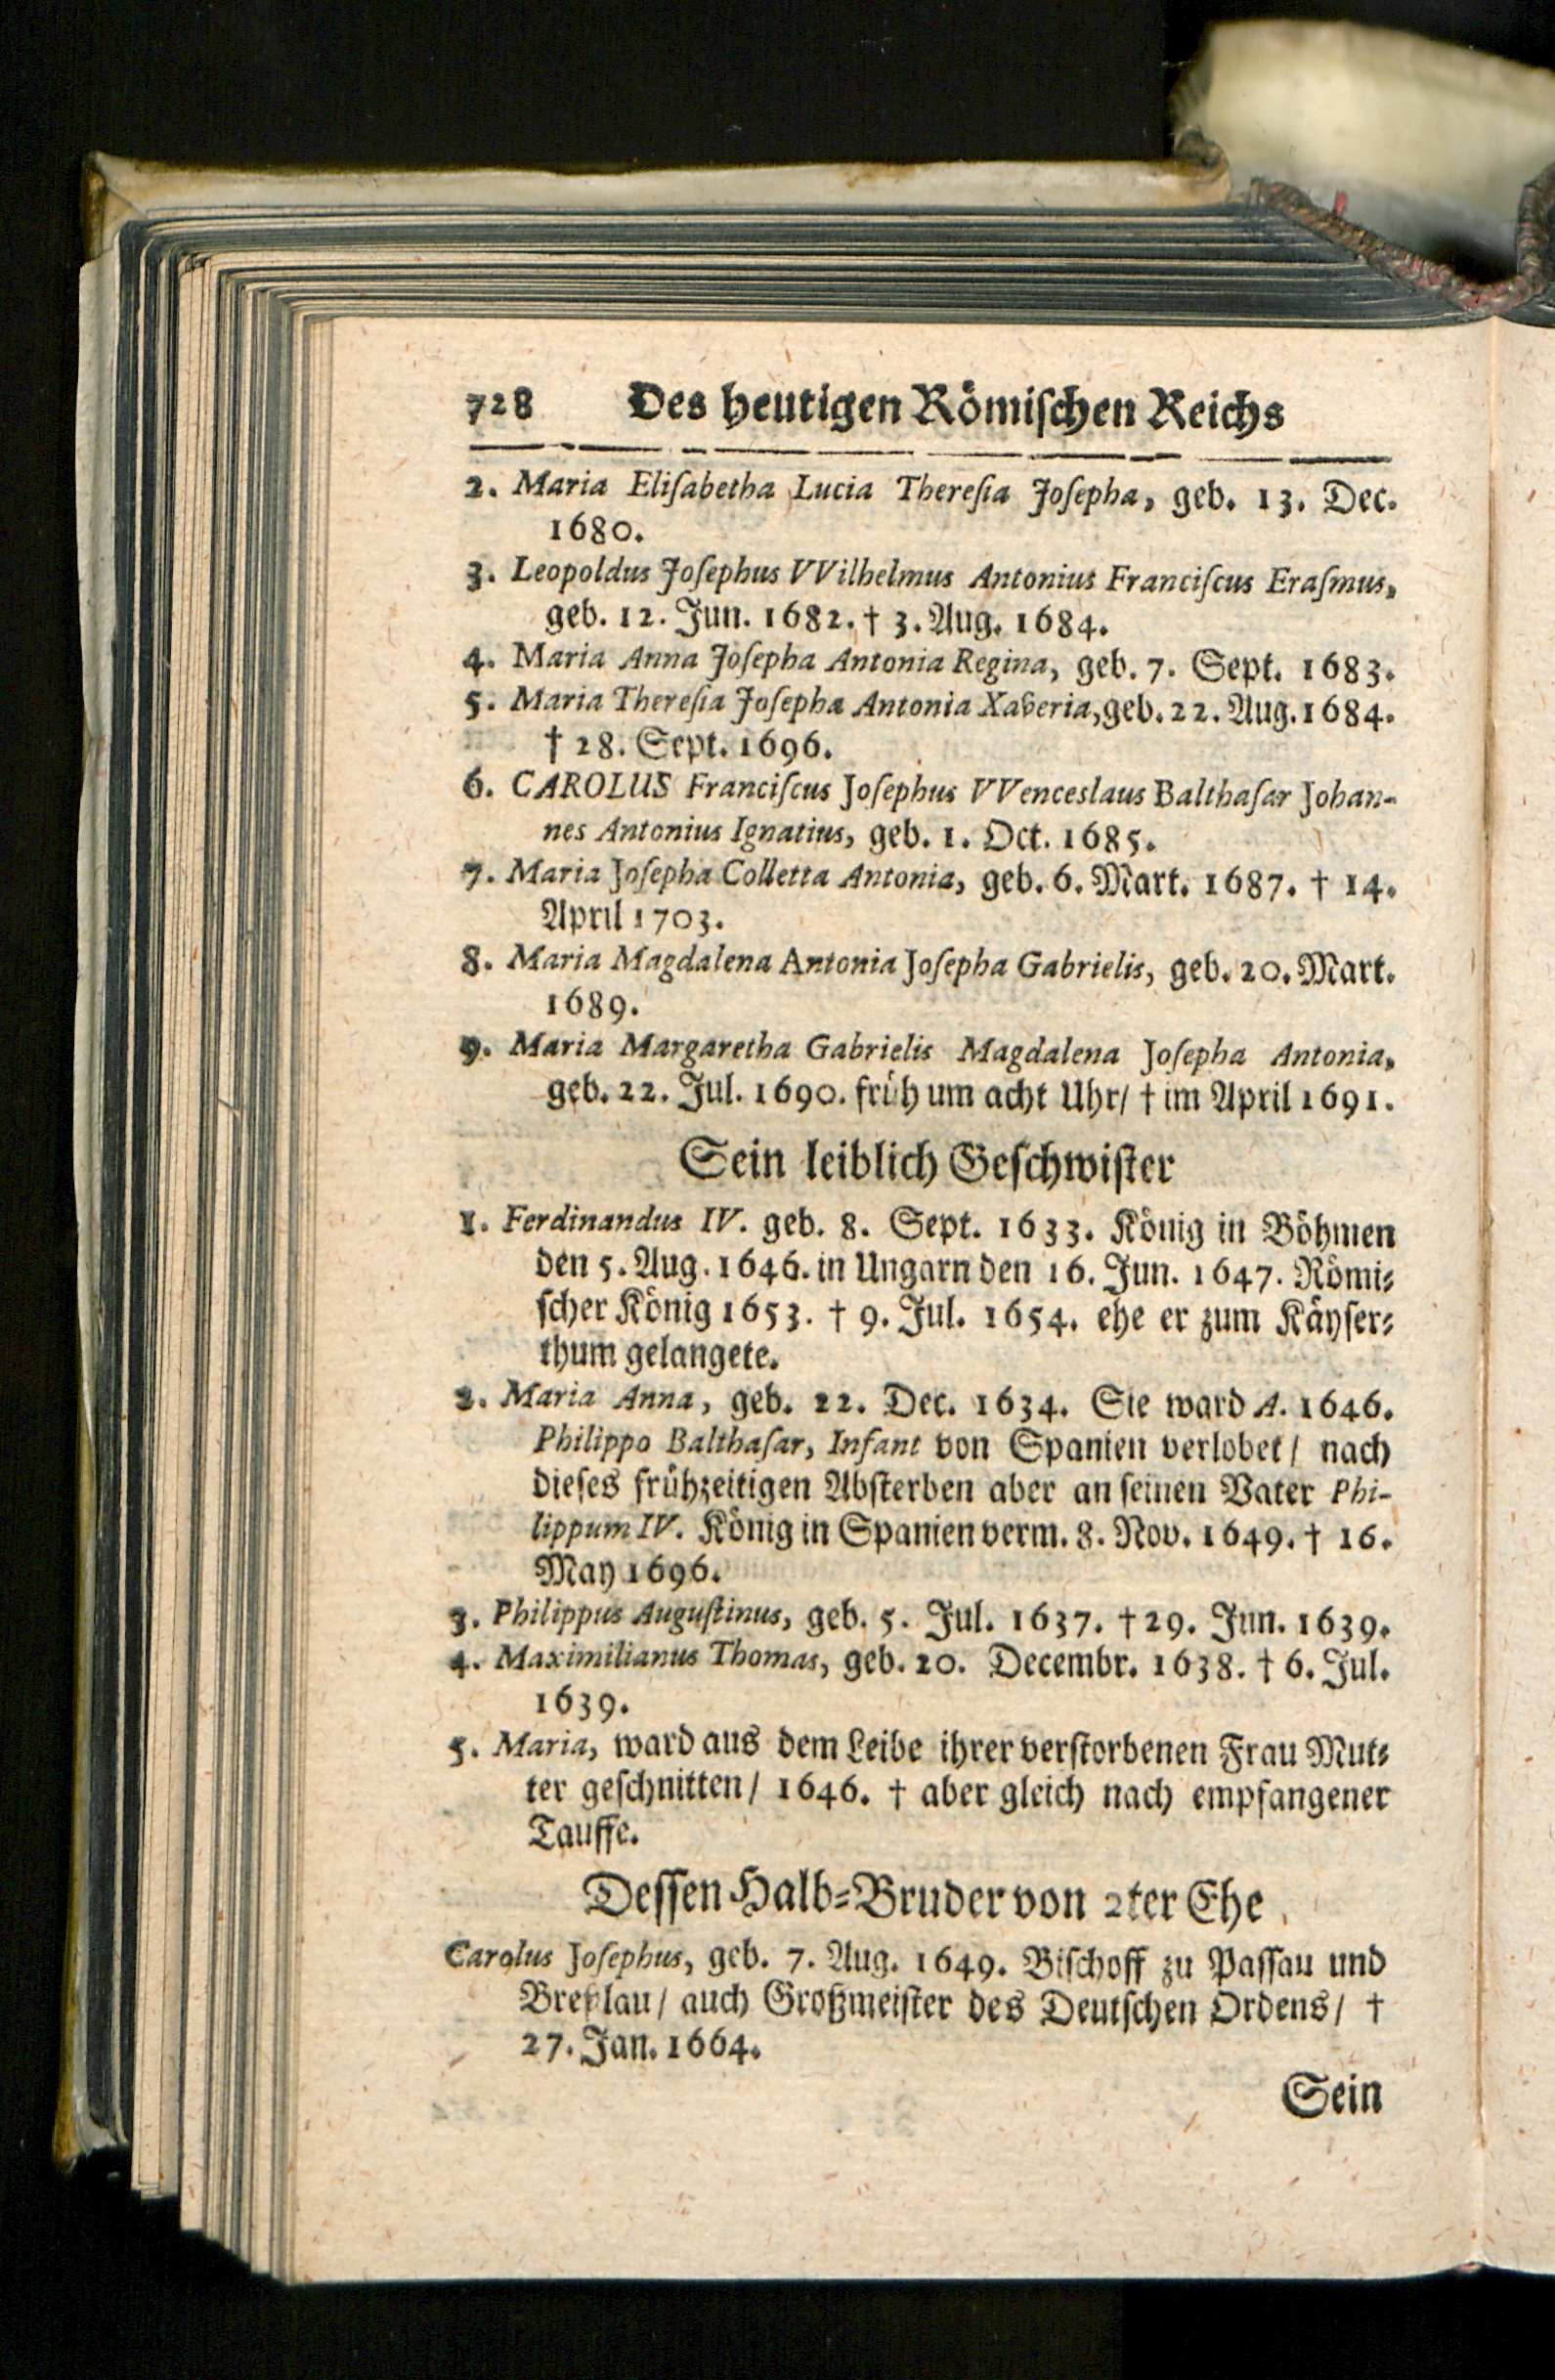 728 Des heutigen Römiſchen Reichs
2. Maria Eliſabetha Lucia Thereſia Joſepha, geb. 13. Dec.
1680.
3. Leopoldus Joſephus VVilhelmus Antonius Franciſcus Eraſmus,
geb. 12. Jun. 1682. † 3. Aug. 1684.
4. Maria Anna Joſepha Antonia Regina, geb. 7. Sept. 1683.
5. Maria Thereſia Joſepha Antonia Xaveria, geb. 22. Aug. 1684.
† 28. Sept. 1696.
6. CAROLUS Franciſcus Joſephus VVenceslaus Balthaſar Johan-
nes Antonius Ignatius, geb. 1. Oct. 1685.
7. Maria Joſepha Colletta Antonia, geb. 6. Mart. 1687. † 14.
April 1703.
8. Maria Magdalena Antonia Joſepha Gabrielis, geb. 20. Mart.
1689.
9. Maria Margaretha Gabrielis Magdalena Joſepha Antonia,
geb. 22. Jul. 1690. früh um acht Uhr/ † im April 1691.
Sein leiblich Geſchwiſter
1. Ferdinandus IV. geb. 8. Sept. 1633. König in Böhmen
den 5. Aug. 1646. in Ungarn den 16. Jun. 1647. Römi⸗
ſcher König 1653. † 9. Jul. 1654. ehe er zum Käyſer⸗
thum gelangete.
2. Maria Anna, geb. 22. Dec. 1634. Sie ward A. 1646.
Philippo Balthaſar, Infant von Spanien verlobet/ nach
dieſes frühzeitigen Abſterben aber an ſeinen Vater Phi-
lippum IV. König in Spanien verm. 8. Nov. 1649. † 16.
May 1696.
3. Philippus Auguſtinus, geb. 5. Jul. 1637. † 29. Jun. 1639.
4. Maximilianus Thomas, geb. 20. Decembr. 1638. † 6. Jul.
1639.
5. Maria, ward aus dem Leibe ihrer verſtorbenen Frau Mut⸗
ter geſchnitten/ 1646. † aber gleich nach empfangener
Tauffe.
Deſſen Halb⸗Bruder von 2ter Ehe
Carolus Joſephus, geb. 7. Aug. 1649. Biſchoff zu Paſſau und
Breßlau/ auch Großmeiſter des Deutſchen Ordens/ †
27. Jan. 1664.
Sein